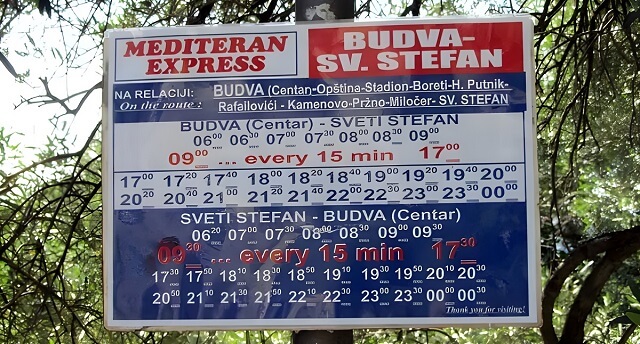 MEDITERAN
EXPRESS
BUDVA-
SV. STEFAN
NA RELACIJI: BUDVA (Centan-Opština-Stadion-Boreti-H. Putnik-
On the route: Rafailovići - Kamenovo-Pržno-Miločer- SV. STEFAN
BUDVA (Centar) - SVETI STEFAN
06⁰⁰ 06³⁰ 07⁰⁰ 07³⁰ 08⁰⁰ 08³⁰ 09⁰⁰
09⁰⁰ ... every 15 min 17⁰⁰
17⁰⁰ 17²⁰ 17⁴⁰ 18⁰⁰ 18²⁰ 18⁴⁰ 19⁰⁰ 19²⁰ 19⁴⁰ 20⁰⁰
20²⁰ 20⁴⁰ 21⁰⁰ 21²⁰ 21⁴⁰ 22⁰⁰ 22³⁰ 23⁰⁰ 23³⁰ 00⁰⁰
SVETI STEFAN - BUDVA (Centar)
06²⁰ 07⁰⁰ 07³⁰ 08⁰⁰ 08³⁰ 09⁰⁰ 09³⁰
09³⁰ ... every 15 min 17³⁰
17³⁰ 17⁵⁰ 18¹⁰ 18³⁰ 18⁵⁰ 19¹⁰ 19³⁰ 19⁵⁰ 20¹⁰ 20³⁰
20⁵⁰ 21¹⁰ 21³⁰ 21⁵⁰ 22¹⁰ 22³⁰ 23⁰⁰ 23³⁰ 00⁰⁰ 00³⁰
Thank you for visiting!